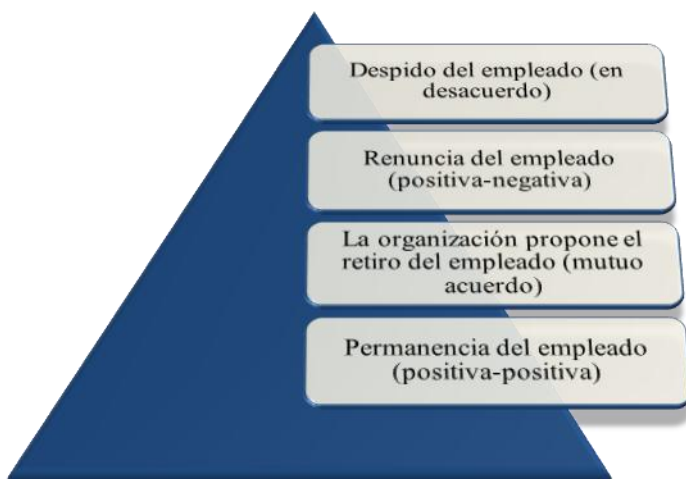 Despido del empleado (en
desacuerdo)
Renuncia del empleado
(positiva-negativa)
La organización propone el
retiro del empleado (mutuo
acuerdo)
Permanencia del empleado
(positiva-positiva)